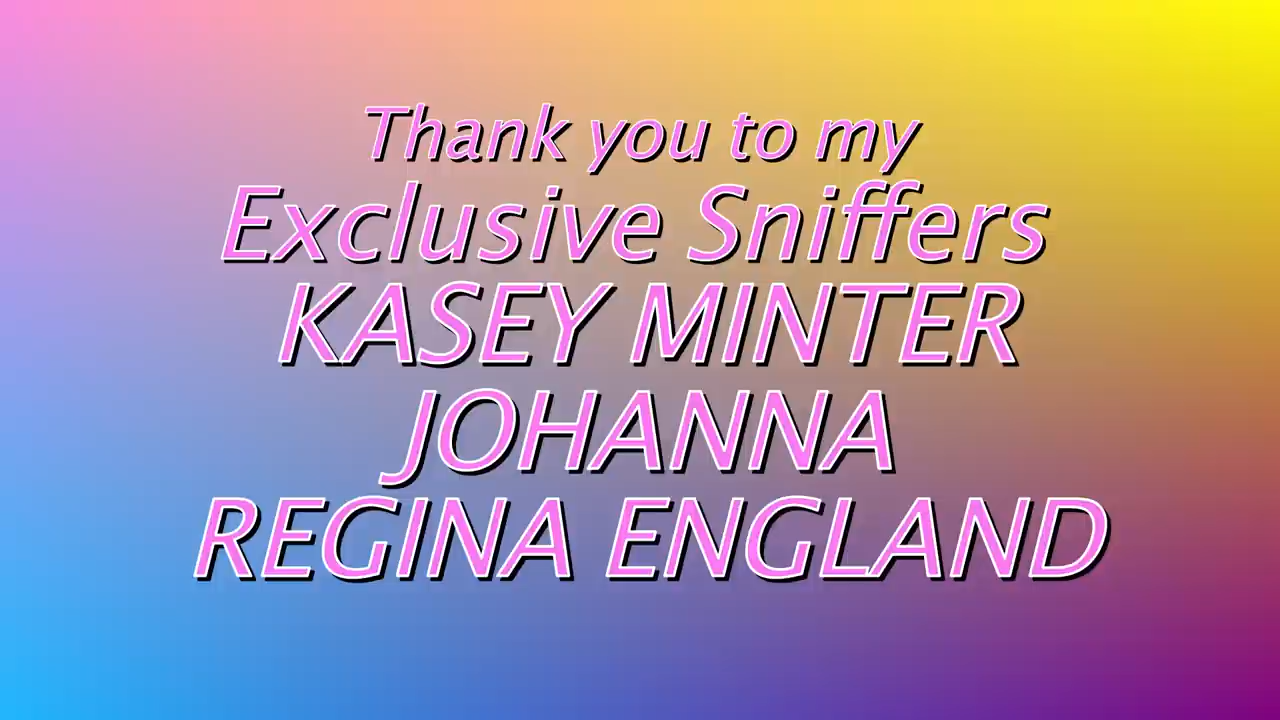 Thank you to my
Exclusive Sniffers
KASEY MINTER
JOHANNA
REGINA ENGLAND